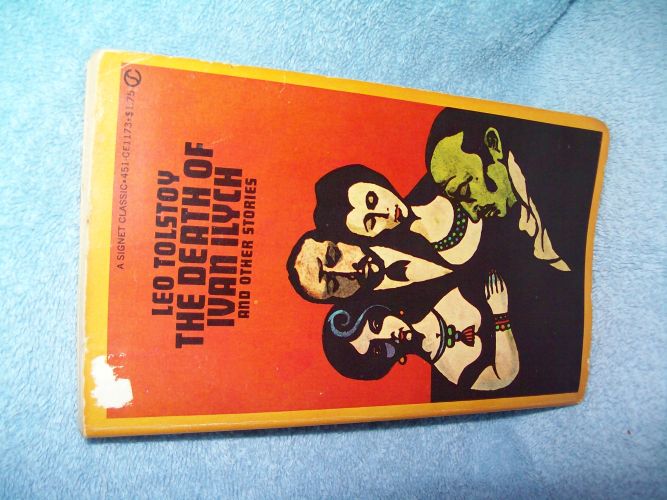 A SIGNET CLASSIC • 451-CE1173 • $1.75
LEO TOLSTOY
THE DEATH OF
IVAN ILYCH
AND OTHER STORIES